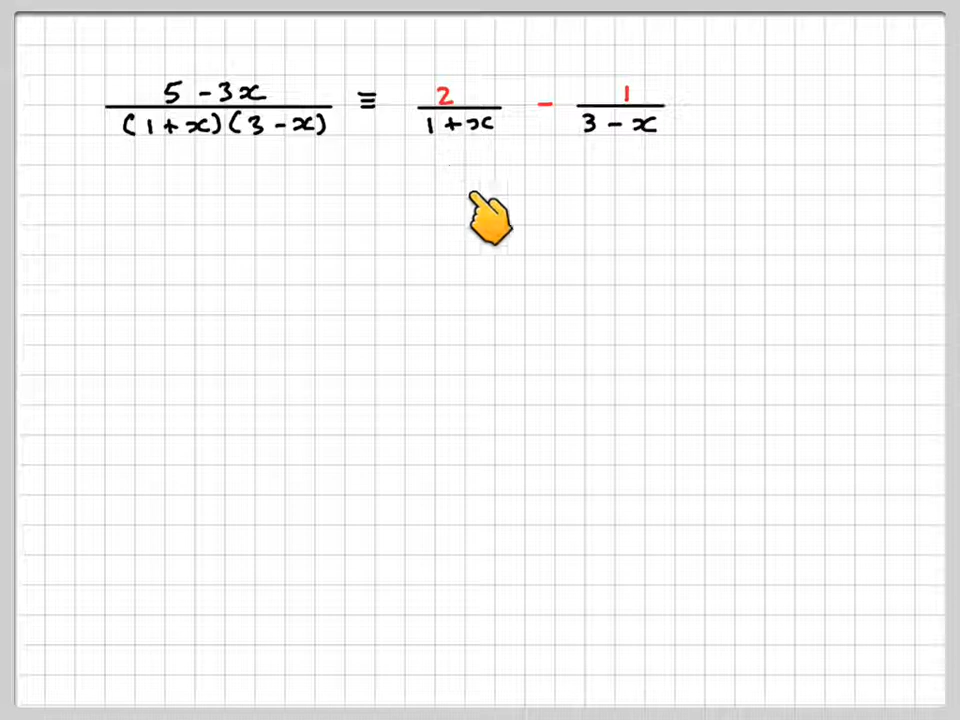 5 - 3x / (1 + x)(3 - x) ≡ 2 / 1 + x - 1 / 3 - x